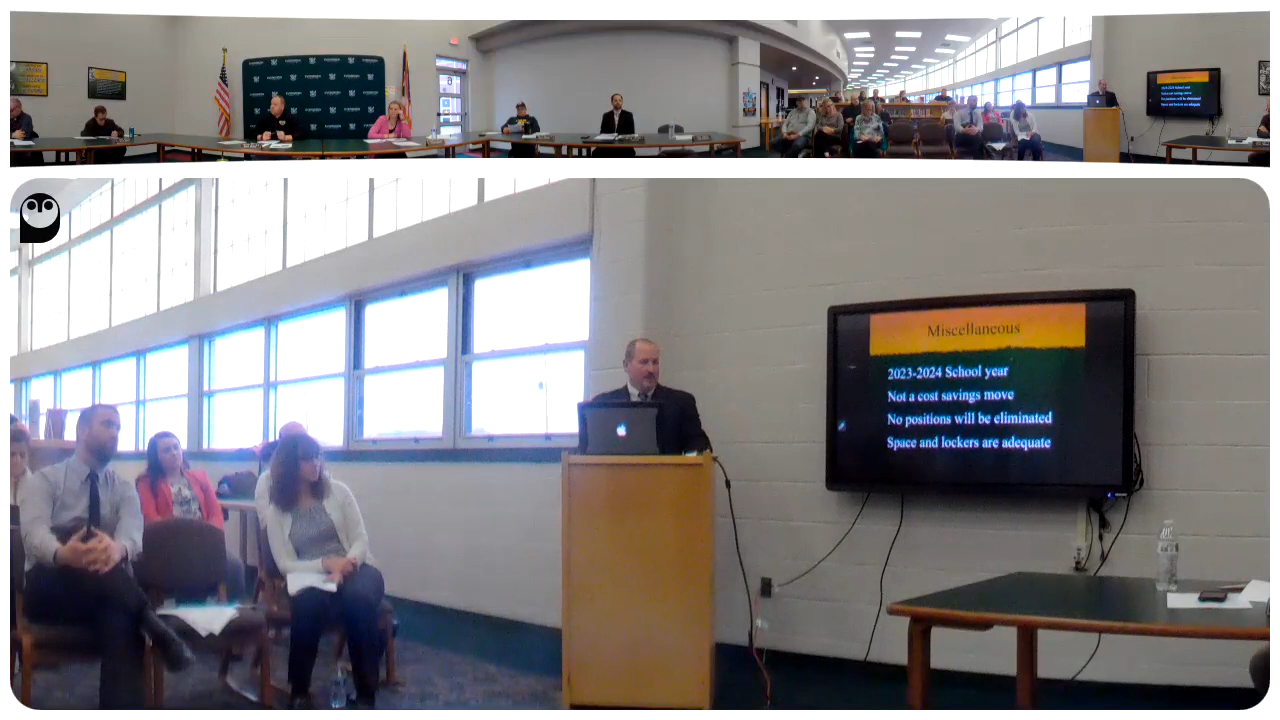 Miscellaneous
2023-2024 School year
Not a cost savings move
No positions will be eliminated
Space and lockers are adequate